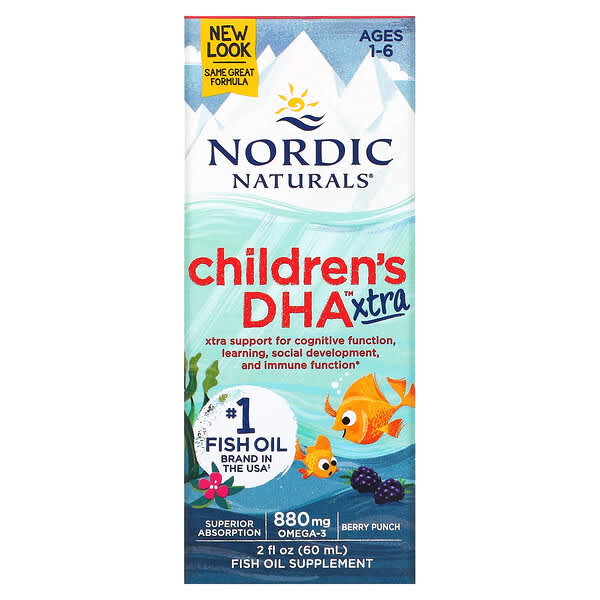 NEW
LOOK
SAME GREAT
FORMULA
AGES
1-6
NORDIC
NATURALS®
children's
DHA™ xtra
xtra support for cognitive function,
learning, social development,
and immune function*
#1
FISH OIL
BRAND IN
THE USA‡
SUPERIOR
ABSORPTION
880mg
OMEGA-3
BERRY PUNCH
2 fl oz (60 mL)
FISH OIL SUPPLEMENT